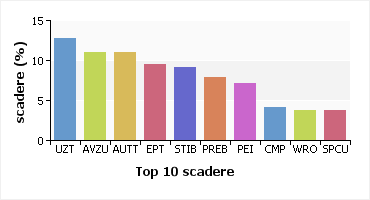 scadere (%)
15
10
5
0
UZT AVZU AUTT EPT STIB PREB PEI CMP WRO SPCU
Top 10 scadere